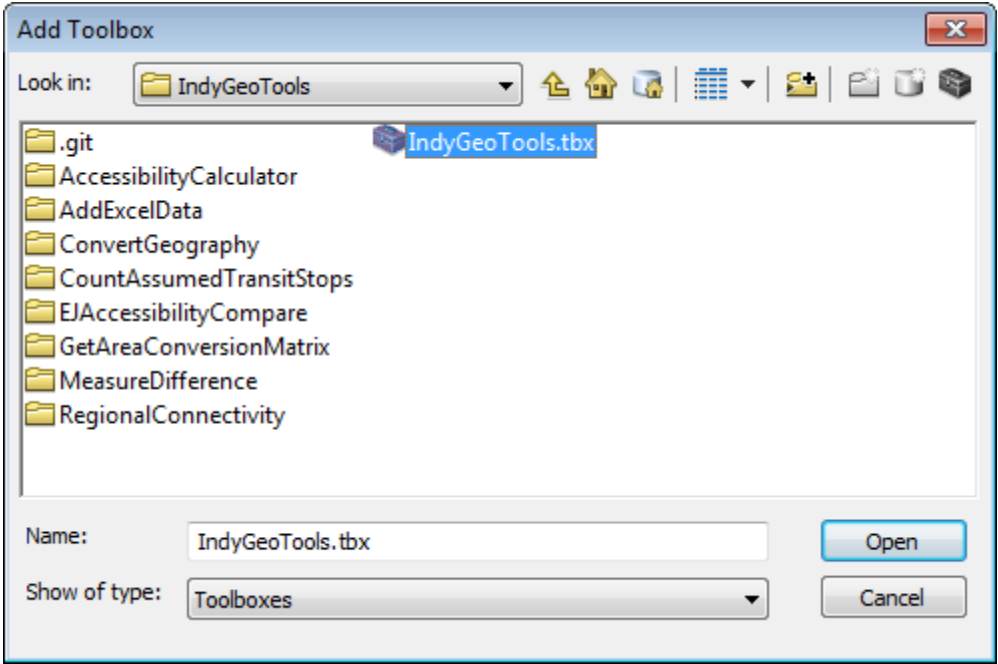 Add Toolbox
Look in: IndyGeoTools
.git
AccessibilityCalculator
AddExcelData
ConvertGeography
CountAssumedTransitStops
EJAccessibilityCompare
GetAreaConversionMatrix
MeasureDifference
RegionalConnectivity
IndyGeoTools.tbx
Name: IndyGeoTools.tbx Open
Show of type: Toolboxes Cancel